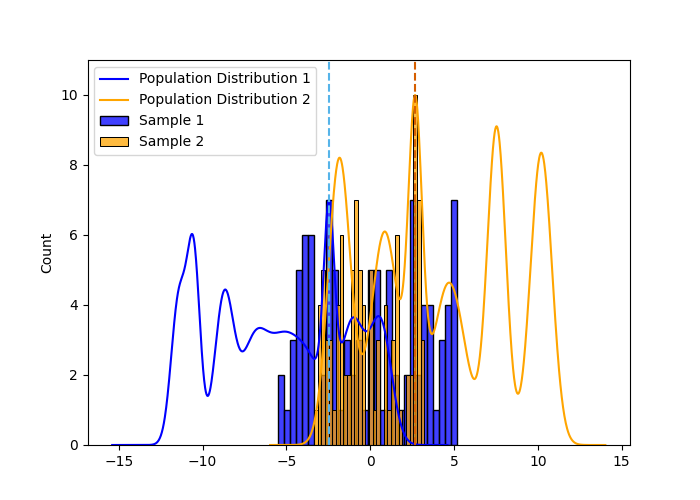 Population Distribution 1
Population Distribution 2
Sample 1
Sample 2
Count
10
8
6
4
2
0
−15 −10 −5 0 5 10 15